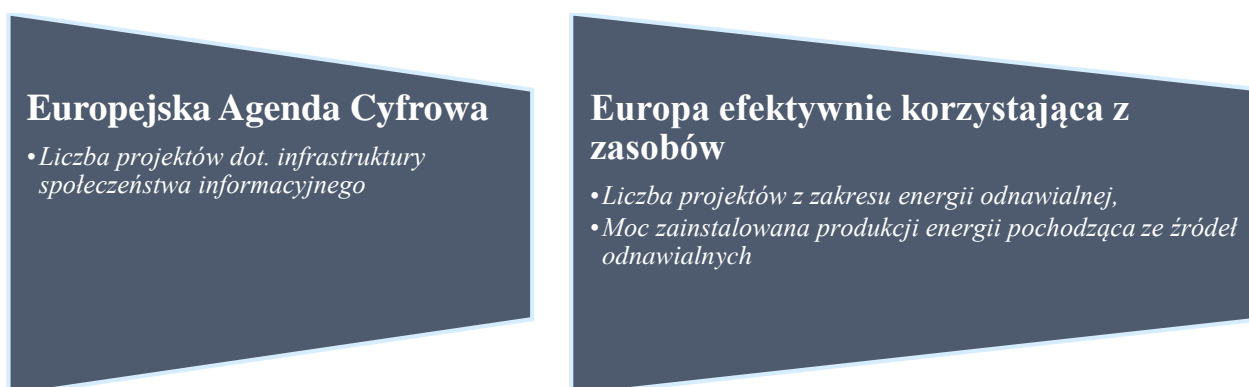 Europejska Agenda Cyfrowa
•Liczba projektów dot. infrastruktury
społeczeństwa informacyjnego
Europa efektywnie korzystająca z
zasobów
•Liczba projektów z zakresu energii odnawialnej,
•Moc zainstalowana produkcji energii pochodząca ze źródeł
odnawialnych